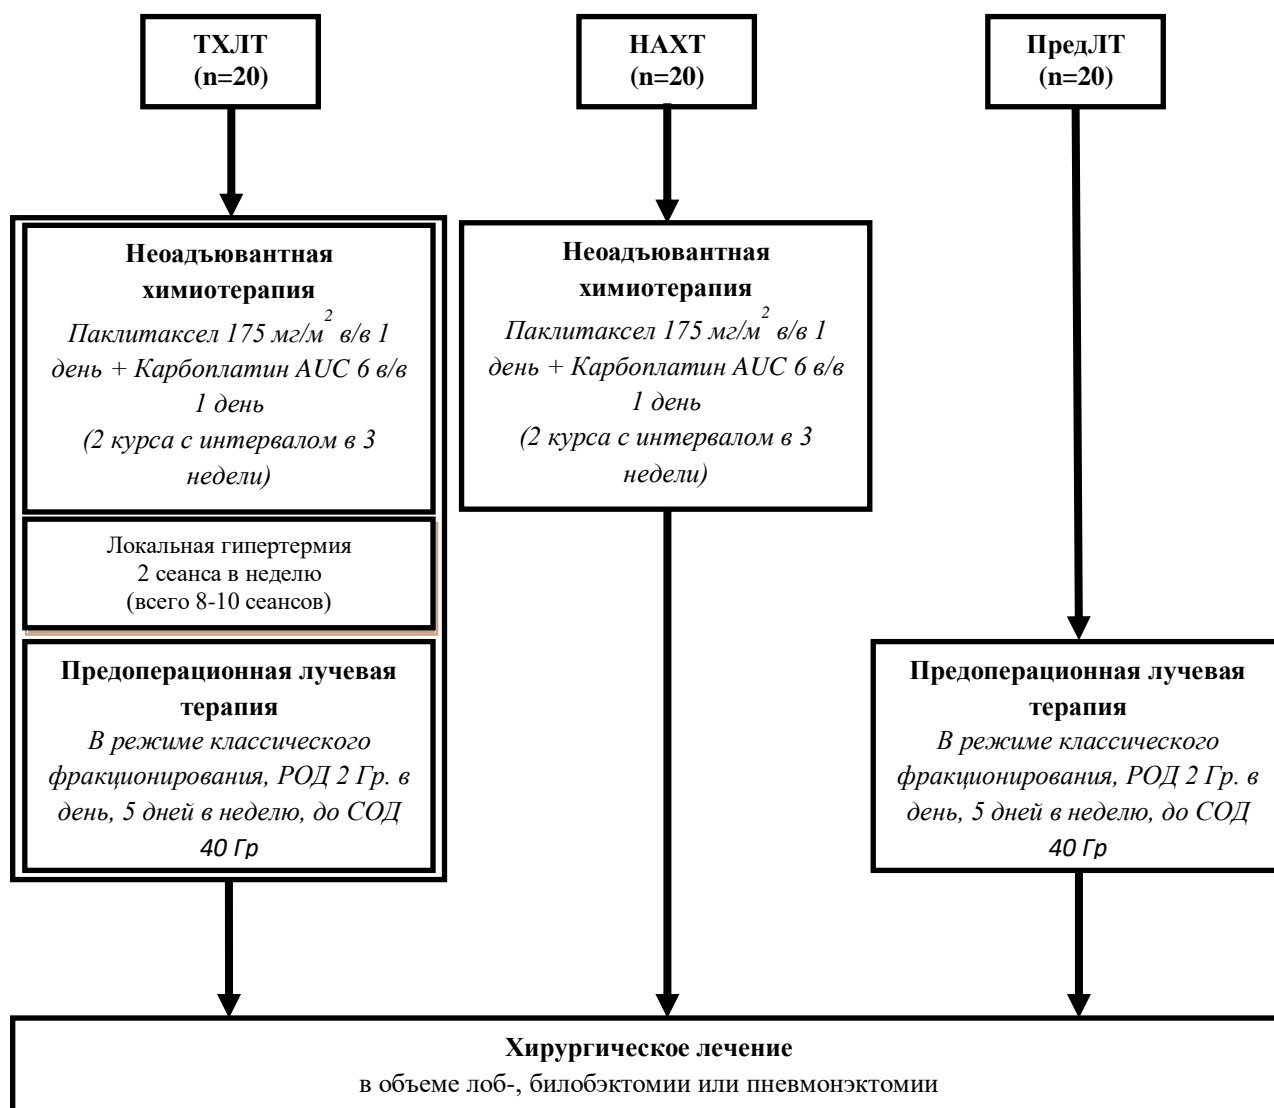 ТХЛТ
(n=20)
НАХТ
(n=20)
ПредЛТ
(n=20)
Неоадъювантная
химиотерапия
Паклитаксел 175 мг/м² в/в 1
день + Карбоплатин AUC 6 в/в
1 день
(2 курса с интервалом в 3
недели)
Локальная гипертермия
2 сеанса в неделю
(всего 8-10 сеансов)
Предоперационная лучевая
терапия
В режиме классического
фракционирования, РОД 2 Гр. в
день, 5 дней в неделю, до СОД
40 Гр
Неоадъювантная
химиотерапия
Паклитаксел 175 мг/м² в/в 1
день + Карбоплатин AUC 6 в/в
1 день
(2 курса с интервалом в 3
недели)
Предоперационная лучевая
терапия
В режиме классического
фракционирования, РОД 2 Гр. в
день, 5 дней в неделю, до СОД
40 Гр
Хирургическое лечение
в объеме лоб-, билобэктомии или пневмонэктомии